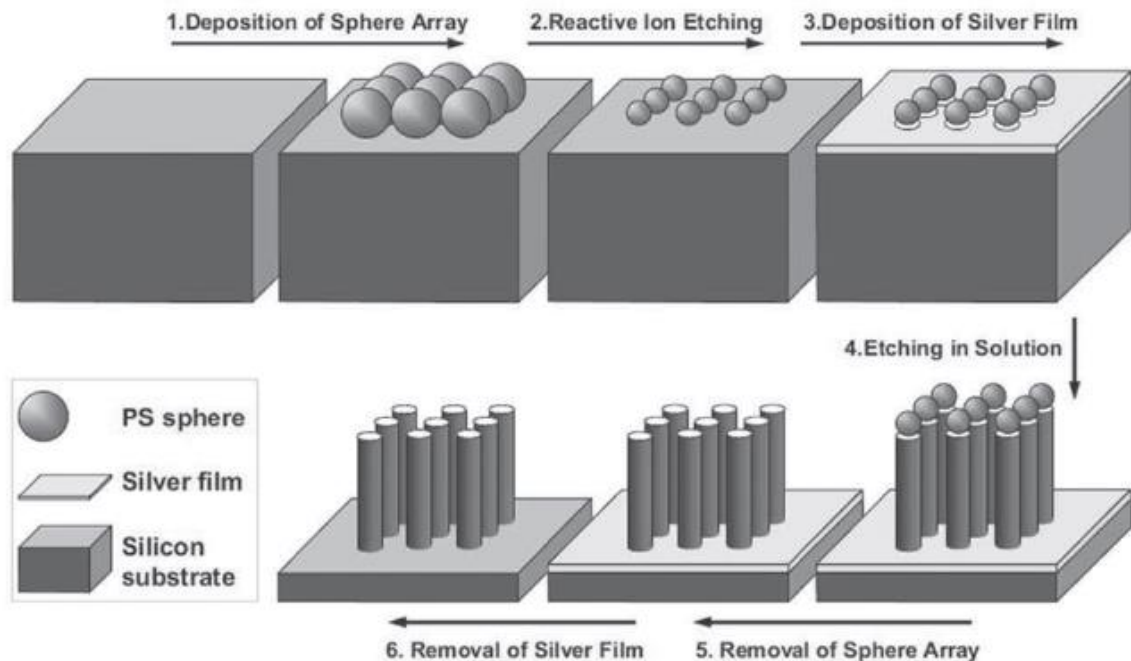 1.Deposition of Sphere Array
2.Reactive Ion Etching
3.Deposition of Silver Film
4.Etching in Solution
PS sphere
Silver film
Silicon
substrate
6. Removal of Silver Film
5. Removal of Sphere Array